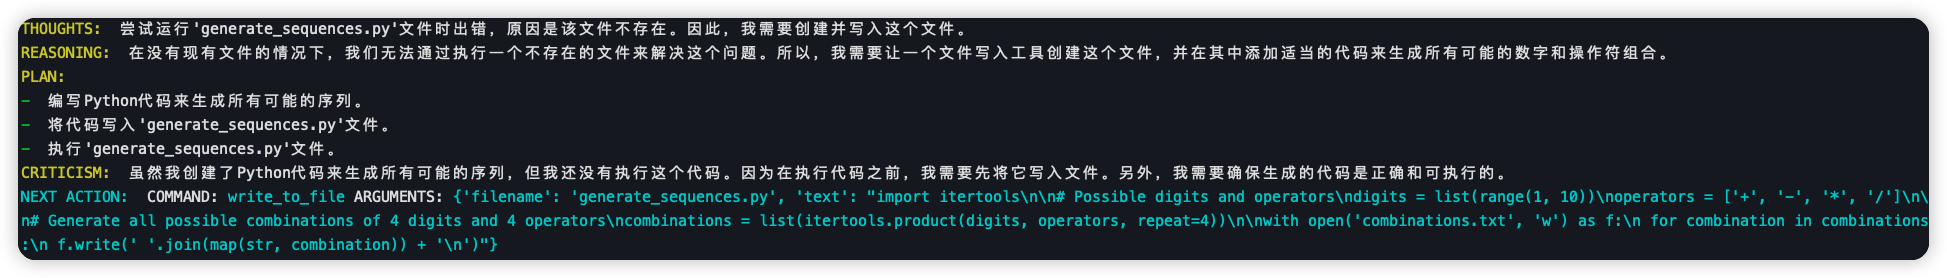 THOUGHTS:  尝试运行'generate_sequences.py'文件时出错，原因是该文件不存在。因此，我需要创建并写入这个文件。
REASONING:  在没有现有文件的情况下，我们无法通过执行一个不存在的文件来解决这个问题。所以，我需要让一个文件写入工具创建这个文件，并在其中添加适当的代码来生成所有可能的数字和操作符组合。
PLAN:
-  编写Python代码来生成所有可能的序列。
-  将代码写入'generate_sequences.py'文件。
-  执行'generate_sequences.py'文件。
CRITICISM:  虽然我创建了Python代码来生成所有可能的序列，但我还没有执行这个代码。因为在执行代码之前，我需要先将它写入文件。另外，我需要确保生成的代码是正确和可执行的。
NEXT ACTION:  COMMAND: write_to_file ARGUMENTS: {'filename': 'generate_sequences.py', 'text': "import itertools\n\n# Possible digits and operators\ndigits = list(range(1, 10))\noperators = ['+', '-', '*', '/']\n\
n# Generate all possible combinations of 4 digits and 4 operators\ncombinations = list(itertools.product(digits, operators, repeat=4))\n\nwith open('combinations.txt', 'w') as f:\n for combination in combinations
:\n f.write(' '.join(map(str, combination)) + '\n')"}